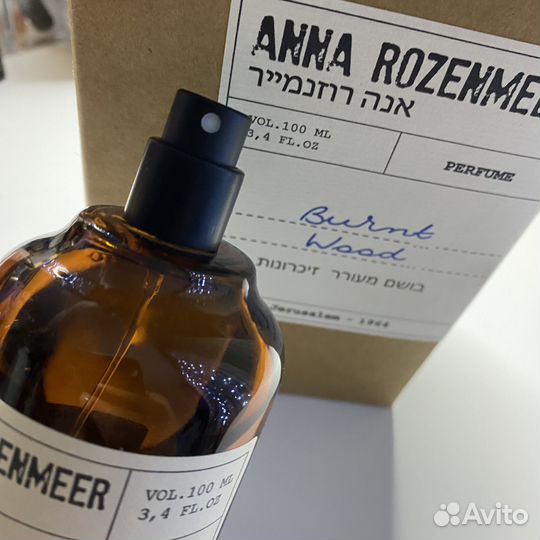 ANNA ROZENMEE
אנה רוזנמייר
VOL.100 ML
3,4 FL.OZ
PERFUME
Burnt
Wood
בושם מעורר זיכרונות
Jerusalem - 1964
ENMEER
VOL.100 ML
3,4 FL.OZ
Avito